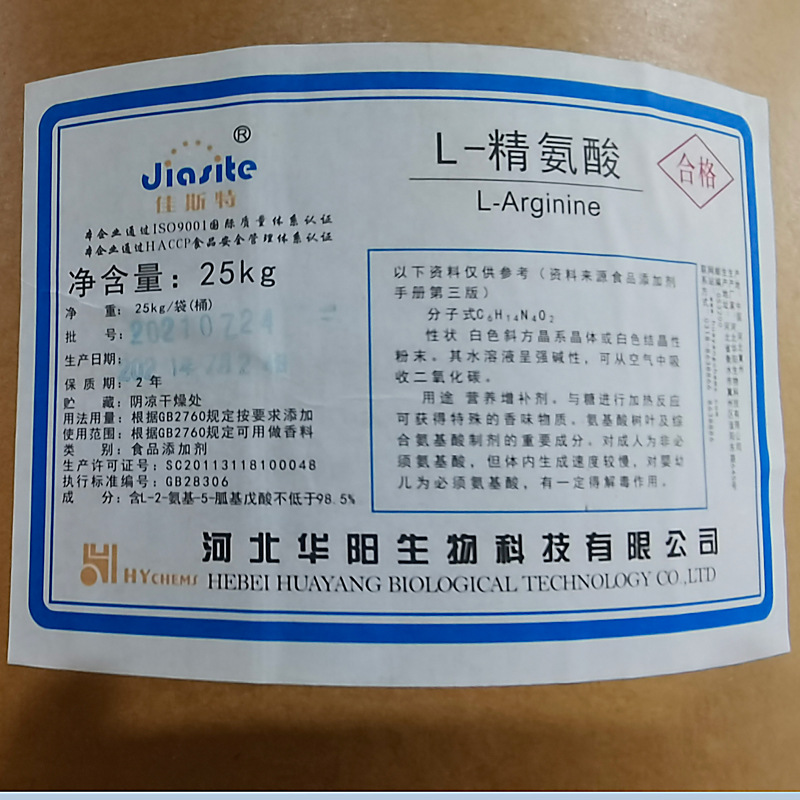 Jiasite®
佳斯特
本企业通过ISO9001国际质量体系认证
本企业通过HACCP食品安全管理体系认证
L-精氨酸
L-Arginine
合格
净含量：25kg
净 重：25kg/袋(桶)
批 号：20210724
生产日期：
保 质 期：2年
贮 藏：阴凉干燥处
用法用量：根据GB2760规定按要求添加
使用范围：根据GB2760规定可用做香料
类 别：食品添加剂
生产许可证号：SC20113118100048
执行标准编号：GB28306
成 分：含L-2-氨基-5-胍基戊酸不低于98.5%
以下资料仅供参考（资料来源食品添加剂
手册第三版）
分子式C₆H₁₄N₄O₂
性状 白色斜方晶系晶体或白色结晶性
粉末。其水溶液呈强碱性，可从空气中吸
收二氧化碳。
用途 营养增补剂。与糖进行加热反应
可获得特殊的香味物质。氨基酸树叶及综
合氨基酸制剂的重要成分。对成人为非必
须氨基酸，但体内生成速度较慢，对婴幼
儿为必须氨基酸，有一定得解毒作用。
河北华阳生物科技有限公司
HYCHEMS HEBEI HUAYANG BIOLOGICAL TECHNOLOGY CO.,LTD